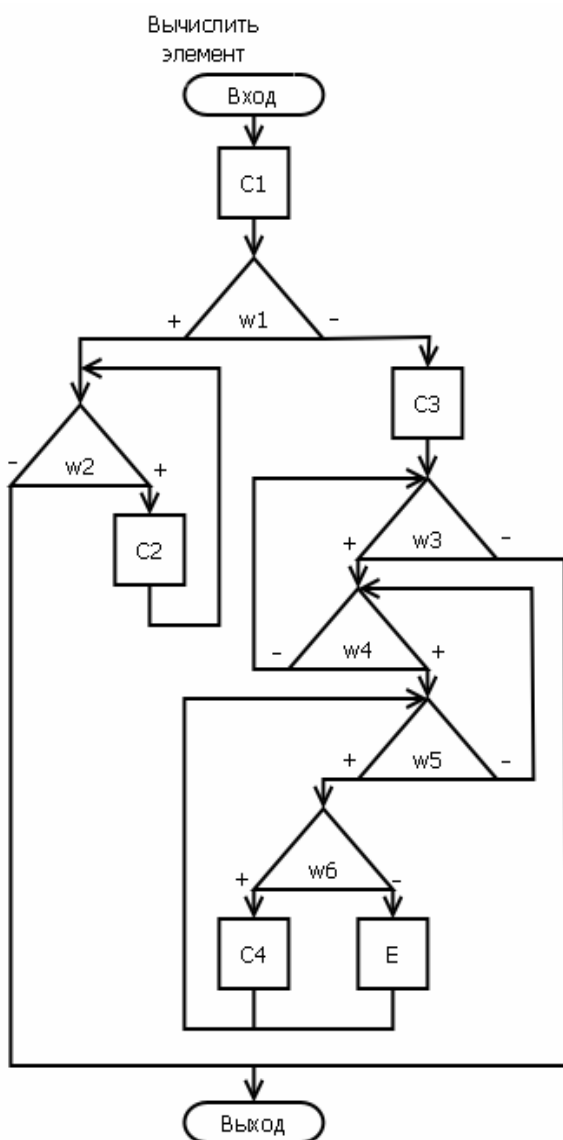 Вычислить
элемент
Вход
C1
+ w1 -
C3
- w2 +
C2
+ w3 -
- w4 +
+ w5 -
+ w6 -
C4 E
Выход